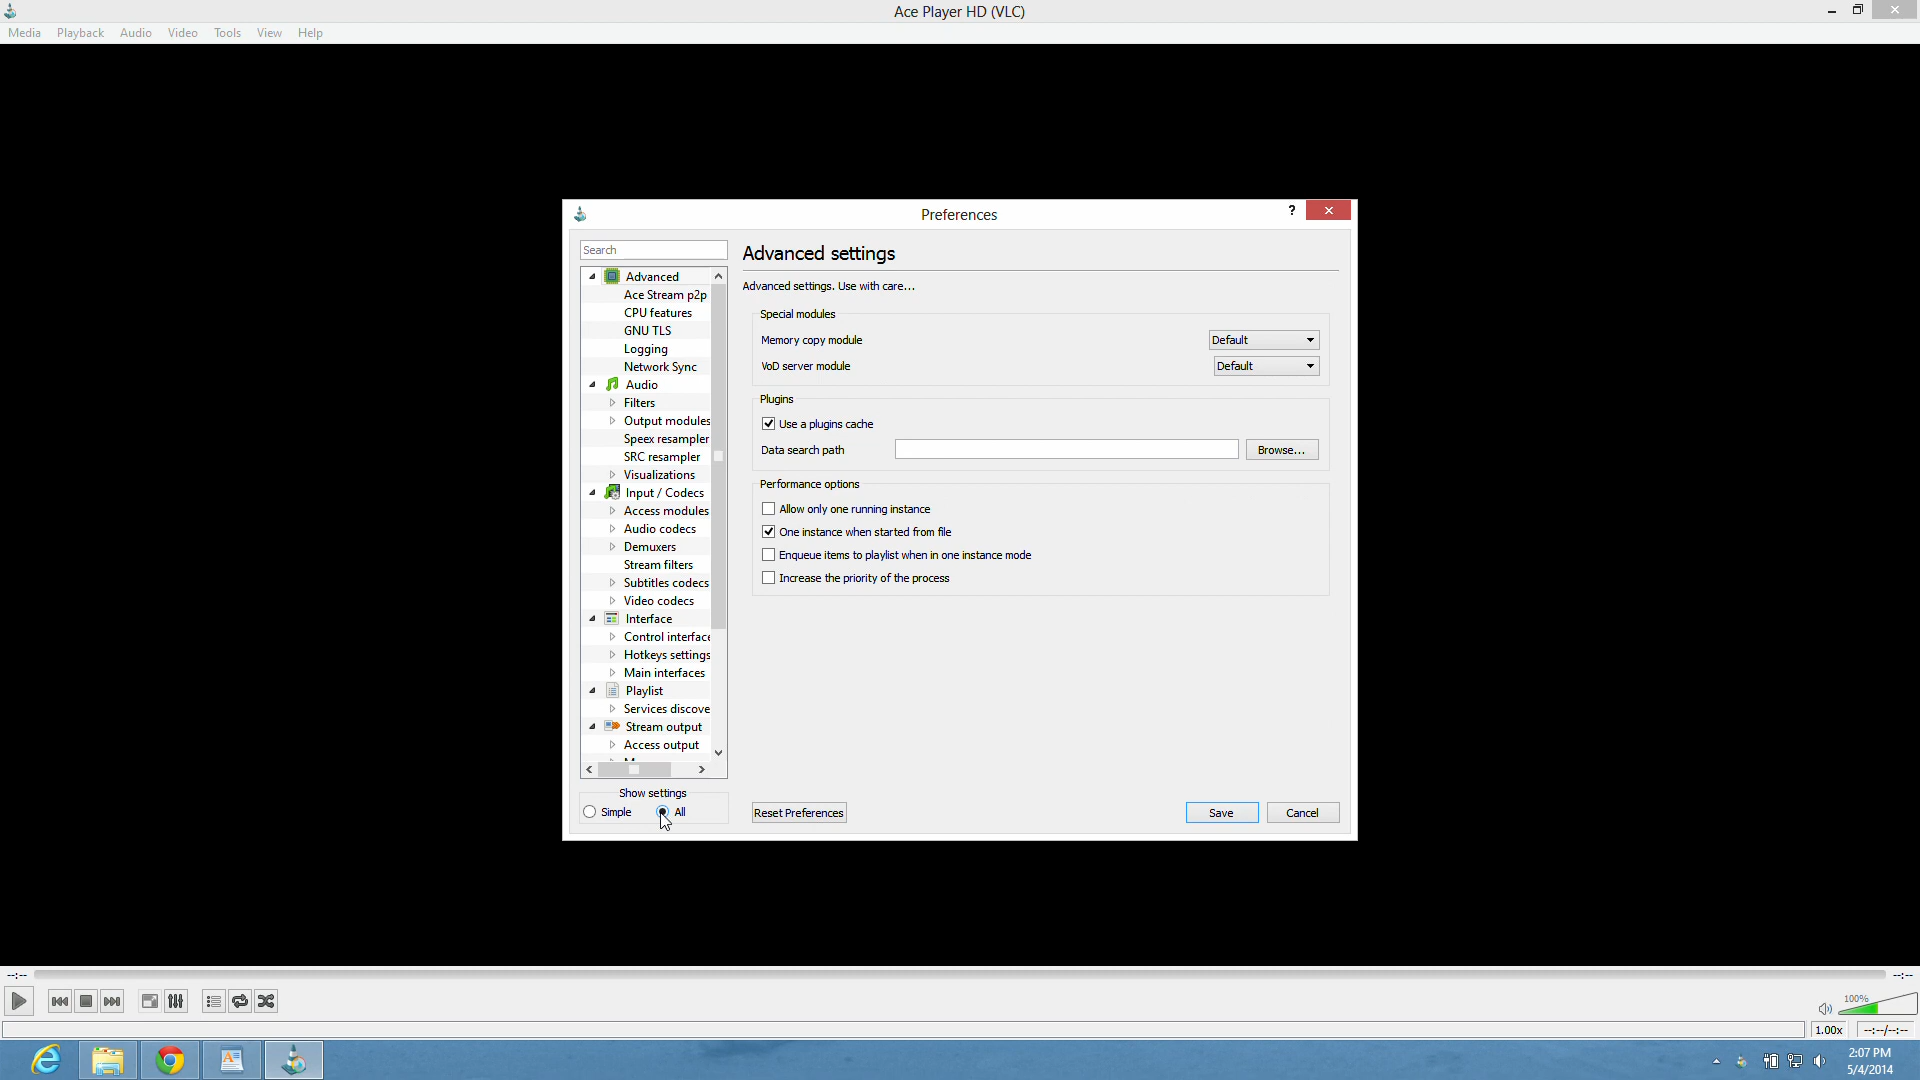 Ace Player HD (VLC)
Media Playback Audio Video Tools View Help
Preferences
?
Search
Advanced
Ace Stream p2p
CPU features
GNU TLS
Logging
Network Sync
Audio
Filters
Output modules
Speex resampler
SRC resampler
Visualizations
Input / Codecs
Access modules
Audio codecs
Demuxers
Stream filters
Subtitles codecs
Video codecs
Interface
Control interface
Hotkeys settings
Main interfaces
Playlist
Services discove
Stream output
Access output
Show settings
Simple All
Advanced settings
Advanced settings. Use with care...
Special modules
Memory copy module Default
VoD server module Default
Plugins
Use a plugins cache
Data search path Browse...
Performance options
Allow only one running instance
One instance when started from file
Enqueue items to playlist when in one instance mode
Increase the priority of the process
Reset Preferences Save Cancel
--:-- --:--
100%
1.00x --:--/--:--
2:07 PM
5/4/2014